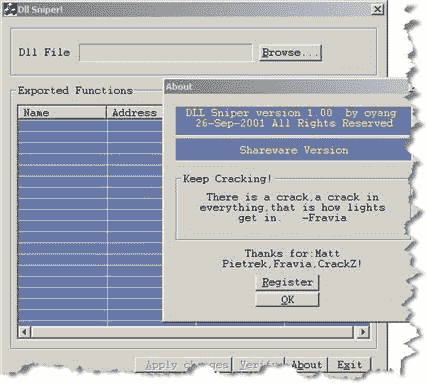 Dll Sniper!
Dll File
Browse...
Exported Functions
Name Address
About
DLL Sniper version 1.00 by oyang
26-Sep-2001 All Rights Reserved
Shareware Version
Keep Cracking!
There is a crack,a crack in
everything,that is how lights
get in. -Fravia
Thanks for:Matt
Pietrek,Fravia,CrackZ!
Register
OK
Apply changes Verify About Exit